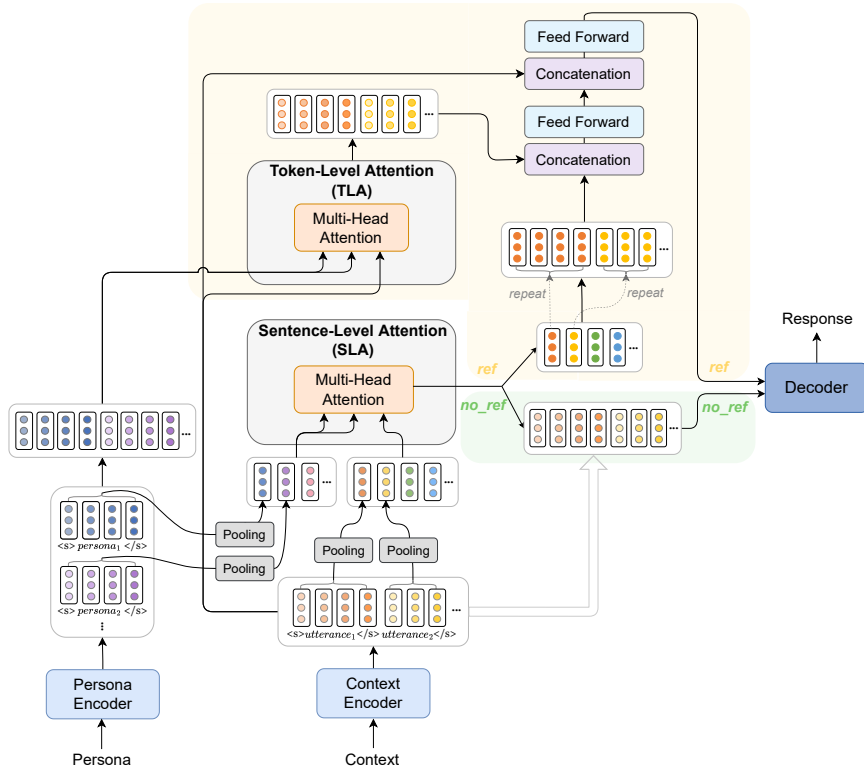 Feed Forward
Concatenation
Feed Forward
Concatenation
...
Token-Level Attention
(TLA)
Multi-Head
Attention
...
repeat
repeat
...
Sentence-Level Attention
(SLA)
Multi-Head
Attention
ref
no_ref
ref
no_ref
Response
Decoder
...
...
...
...
Pooling
Pooling
Pooling
Pooling
<s> persona₁ </s>
<s> persona₂ </s>
⋮
...
<s>utterance₁</s> utterance₂</s>
Persona
Encoder
Context
Encoder
Persona
Context